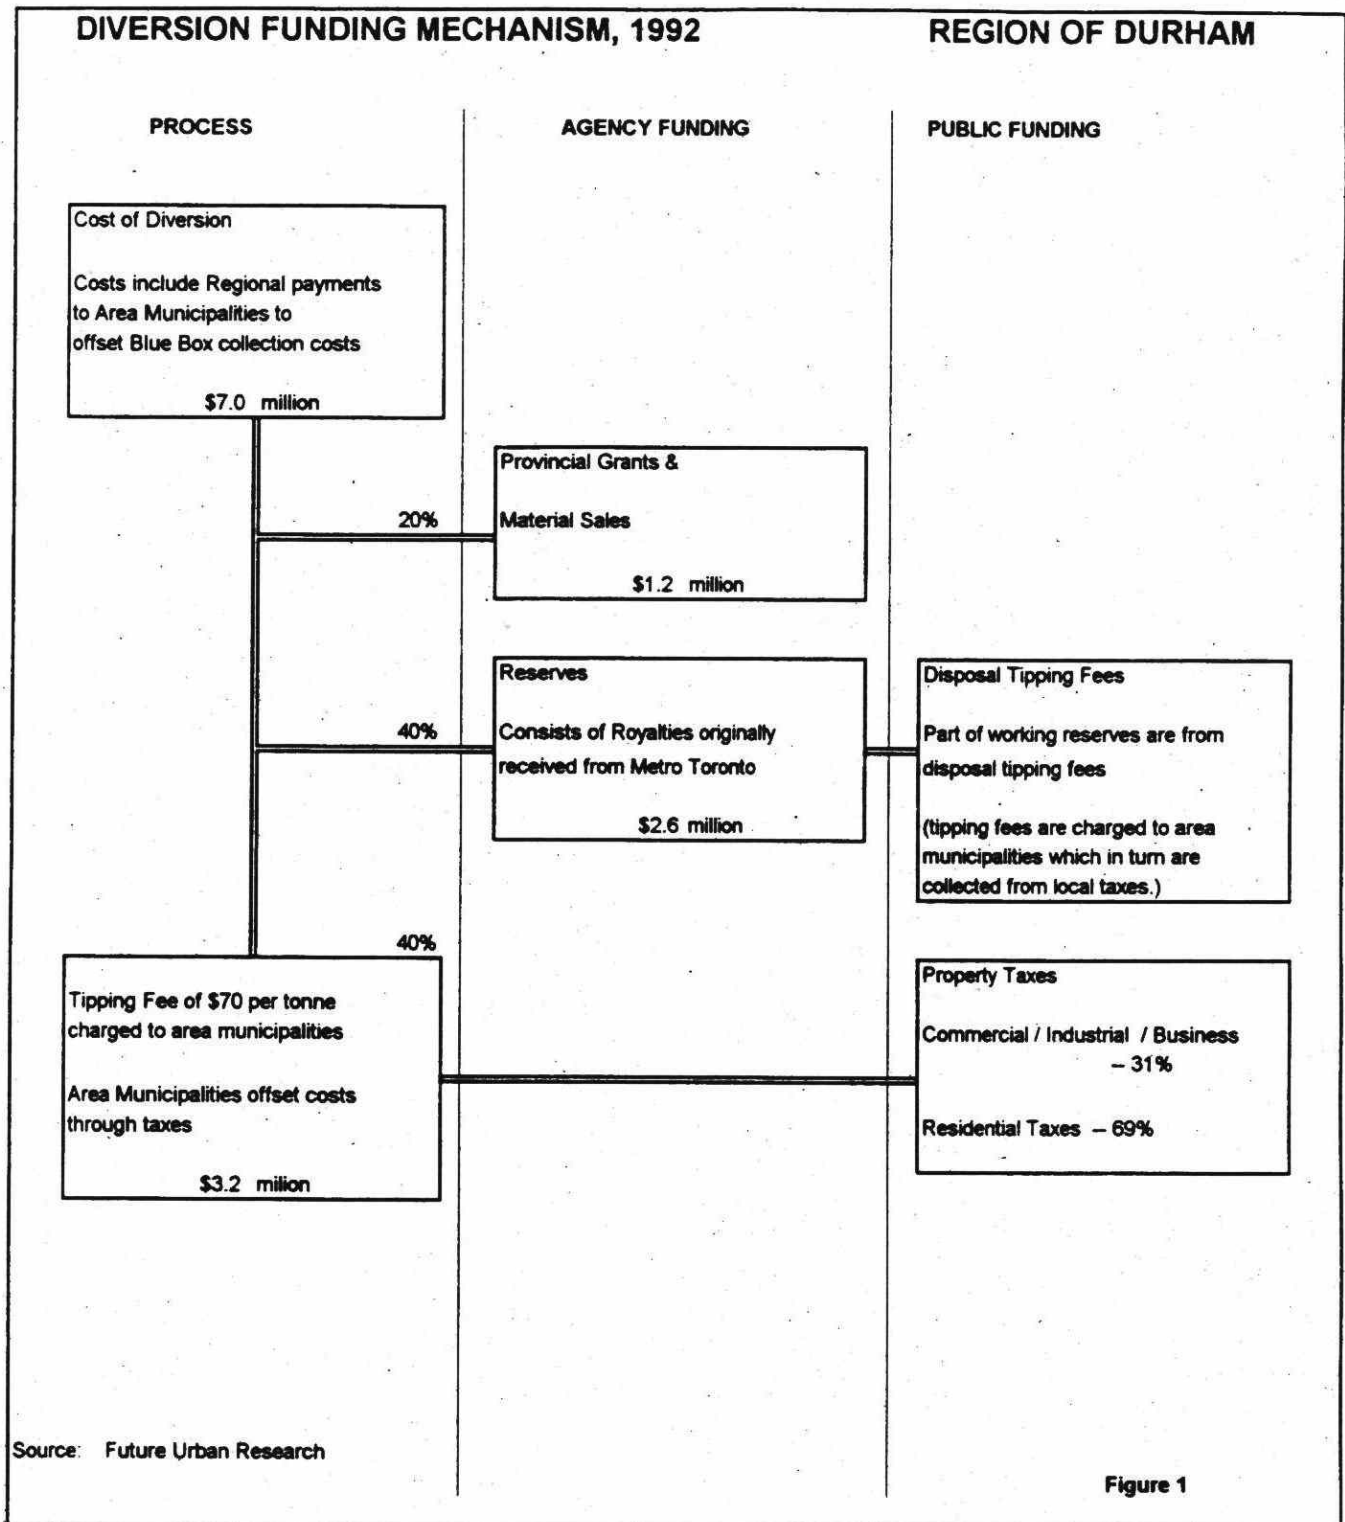 DIVERSION FUNDING MECHANISM, 1992
REGION OF DURHAM
PROCESS
AGENCY FUNDING
PUBLIC FUNDING
Cost of Diversion
Costs include Regional payments
to Area Municipalities to
offset Blue Box collection costs
$7.0 million
20%
Provincial Grants &
Material Sales
$1.2 million
40%
Reserves
Consists of Royalties originally
received from Metro Toronto
$2.6 million
Disposal Tipping Fees
Part of working reserves are from
disposal tipping fees
(tipping fees are charged to area
municipalities which in turn are
collected from local taxes.)
40%
Tipping Fee of $70 per tonne
charged to area municipalities
Area Municipalities offset costs
through taxes
$3.2 milion
Property Taxes
Commercial / Industrial / Business
– 31%
Residential Taxes – 69%
Source: Future Urban Research
Figure 1